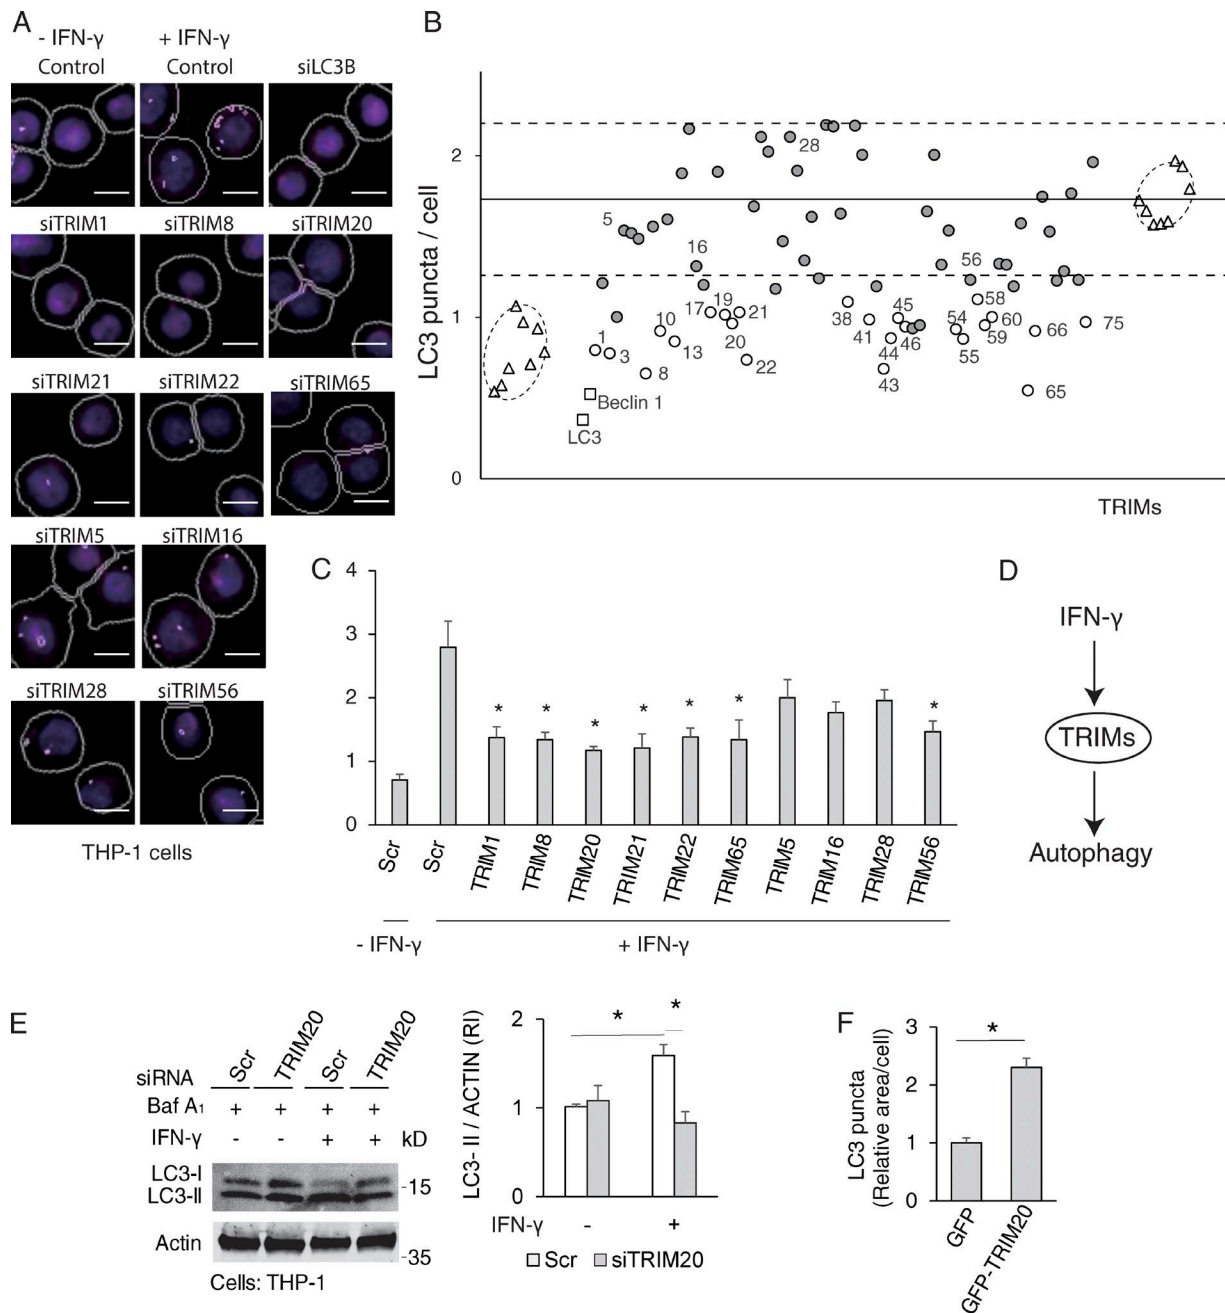 A
- IFN-γ + IFN-γ
Control Control siLC3B
siTRIM1 siTRIM8 siTRIM20
siTRIM21 siTRIM22 siTRIM65
siTRIM5 siTRIM16
siTRIM28 siTRIM56
THP-1 cells
B
LC3 puncta / cell
2
1
0
5
28
16
56
1
3
10
8
13
17
19
20
21
22
38
41
44
43
45
46
54
55
58
60
59
66
65
75
Beclin 1
LC3
TRIMs
C
4
3
2
1
0
* * * * * * *
Scr Scr TRIM1 TRIM8 TRIM20 TRIM21 TRIM22 TRIM65 TRIM5 TRIM16 TRIM28 TRIM56
- IFN-γ + IFN-γ
D
IFN-γ
TRIMs
Autophagy
E
siRNA Scr TRIM20 Scr TRIM20
Baf A1 + + + +
IFN-γ - - + + kD
LC3-I
-15
LC3-II
Actin
-35
Cells: THP-1
LC3- II / ACTIN (RI)
2
1
0
* *
IFN-γ - +
Scr siTRIM20
F
LC3 puncta
(Relative area/cell)
3
2
1
0
*
GFP GFP-TRIM20